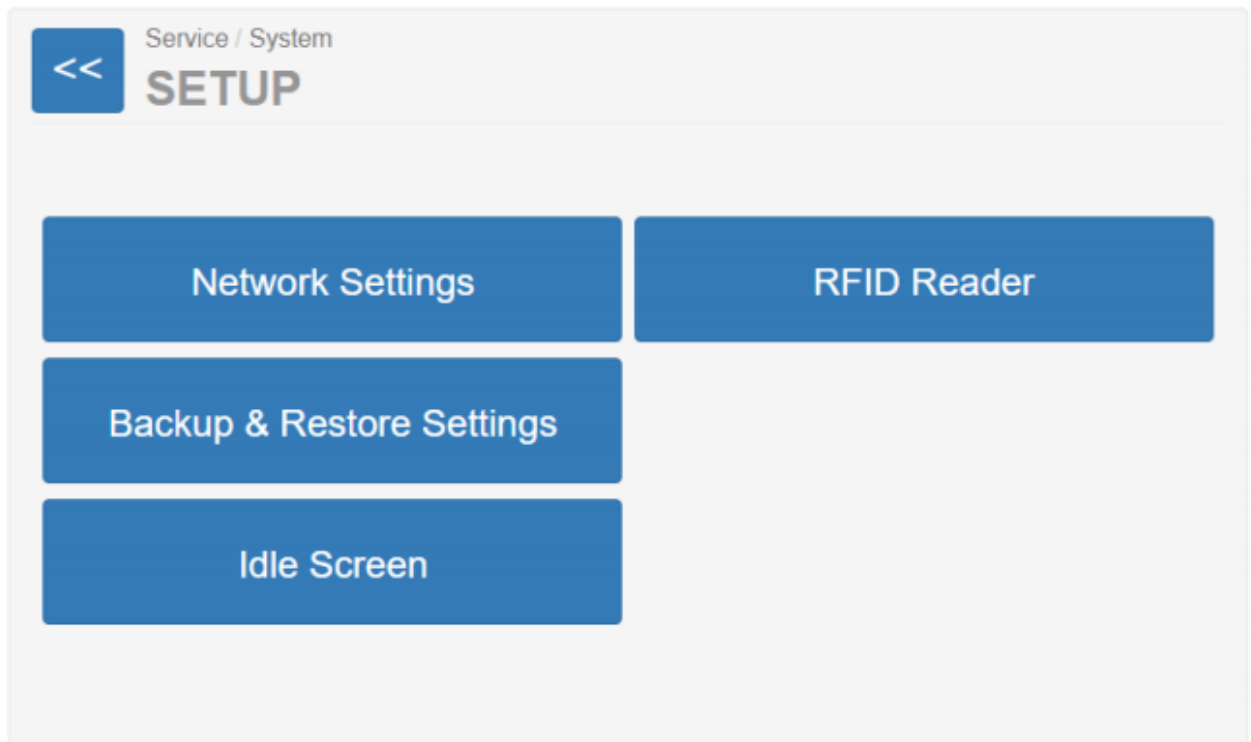 <<
Service / System
SETUP
Network Settings
RFID Reader
Backup & Restore Settings
Idle Screen